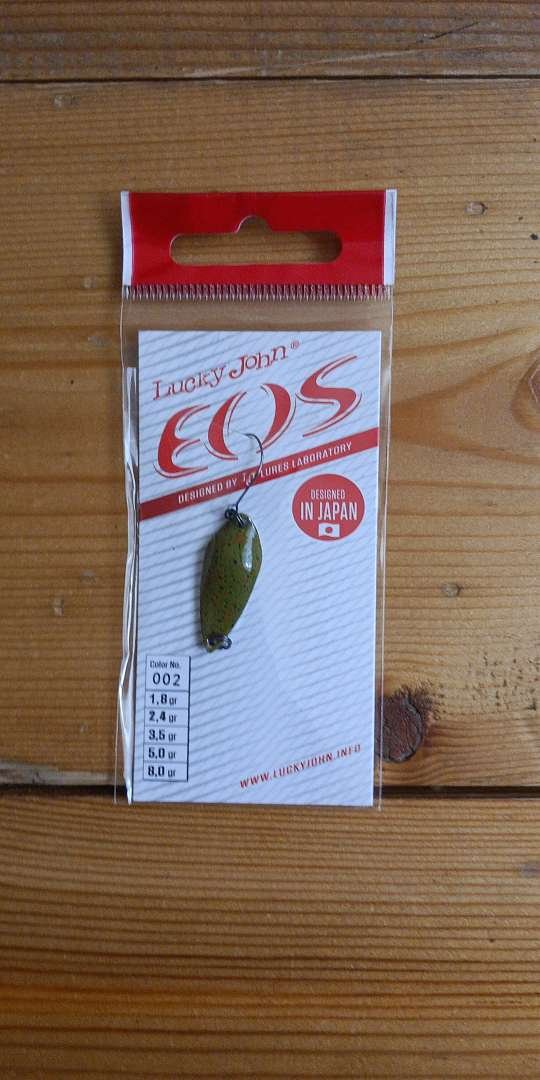 Lucky John®
EOS
DESIGNED BY T.T LURES LABORATORY
DESIGNED
IN JAPAN
Color No.
002
1,8 gr
2,4 gr
3,5 gr
5,0 gr
8,0 gr
WWW.LUCKYJOHN.INFO